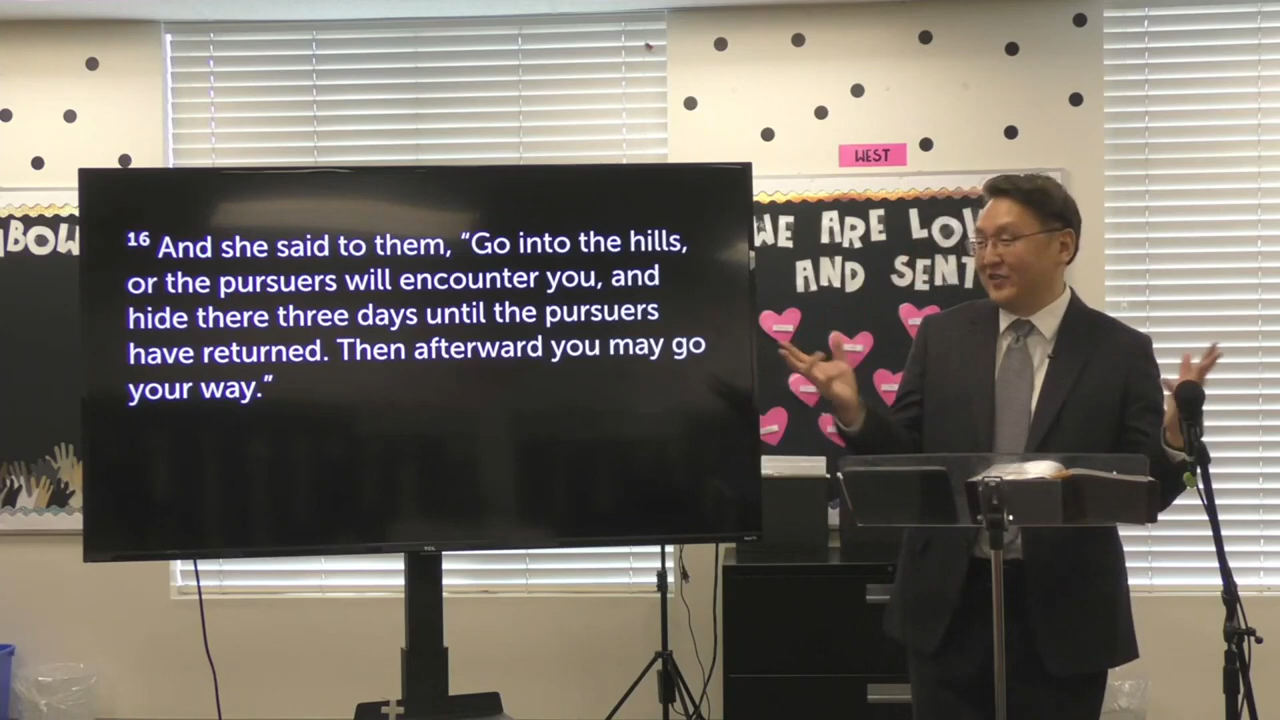 WEST
WE ARE
AND SENT
16 And she said to them, “Go into the hills,
or the pursuers will encounter you, and
hide there three days until the pursuers
have returned. Then afterward you may go
your way.”
TCL